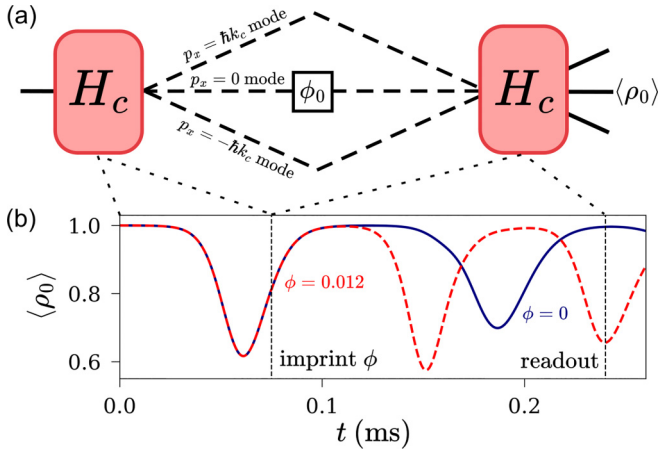 (a)
H_c
p_x = ħk_c mode
p_x = 0 mode
p_x = −ħk_c mode
ϕ_0
H_c
⟨ρ_0⟩
(b)
⟨ρ_0⟩
1.0
0.8
0.6
ϕ = 0.012
ϕ = 0
imprint ϕ
readout
0.0
0.1
0.2
t (ms)